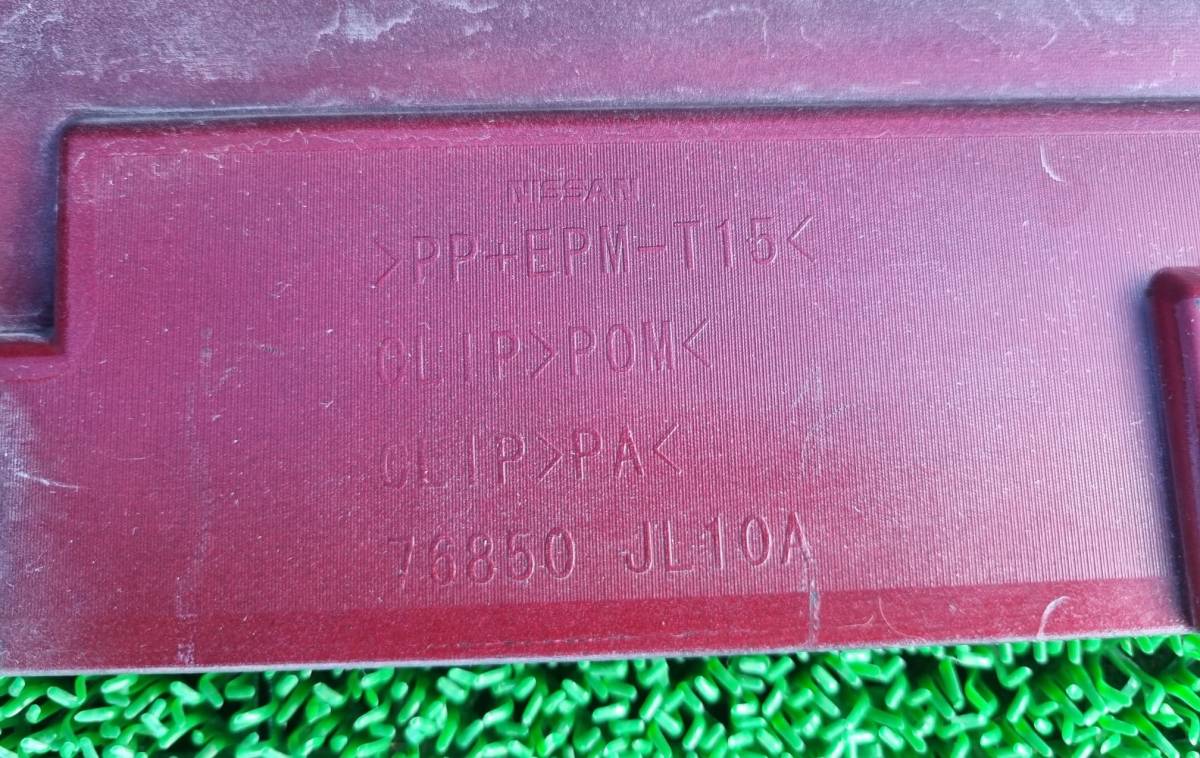 NISSAN
>PP+EPM-T15<
CLIP>POM<
CLIP>PA<
76850 JL10A